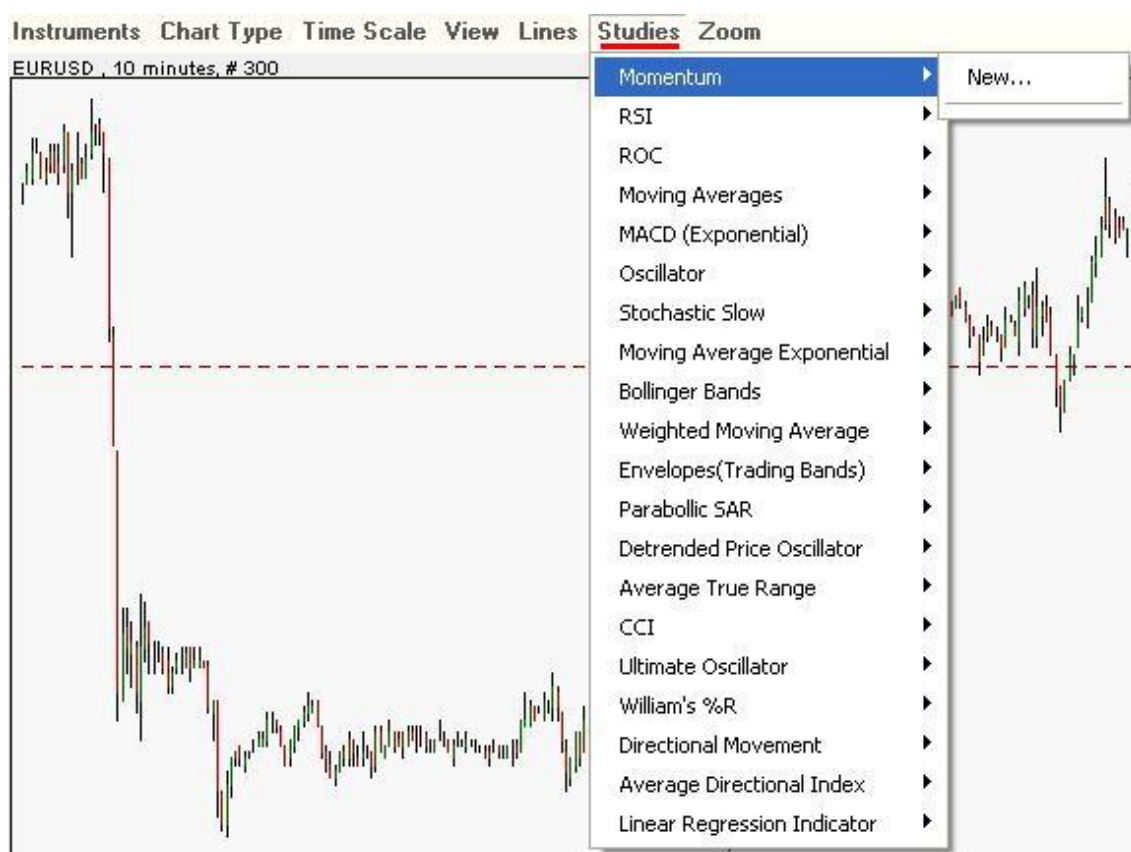 Instruments Chart Type Time Scale View Lines Studies Zoom
EURUSD , 10 minutes, # 300
Momentum
New...
RSI
ROC
Moving Averages
MACD (Exponential)
Oscillator
Stochastic Slow
Moving Average Exponential
Bollinger Bands
Weighted Moving Average
Envelopes(Trading Bands)
Parabollic SAR
Detrended Price Oscillator
Average True Range
CCI
Ultimate Oscillator
William's %R
Directional Movement
Average Directional Index
Linear Regression Indicator